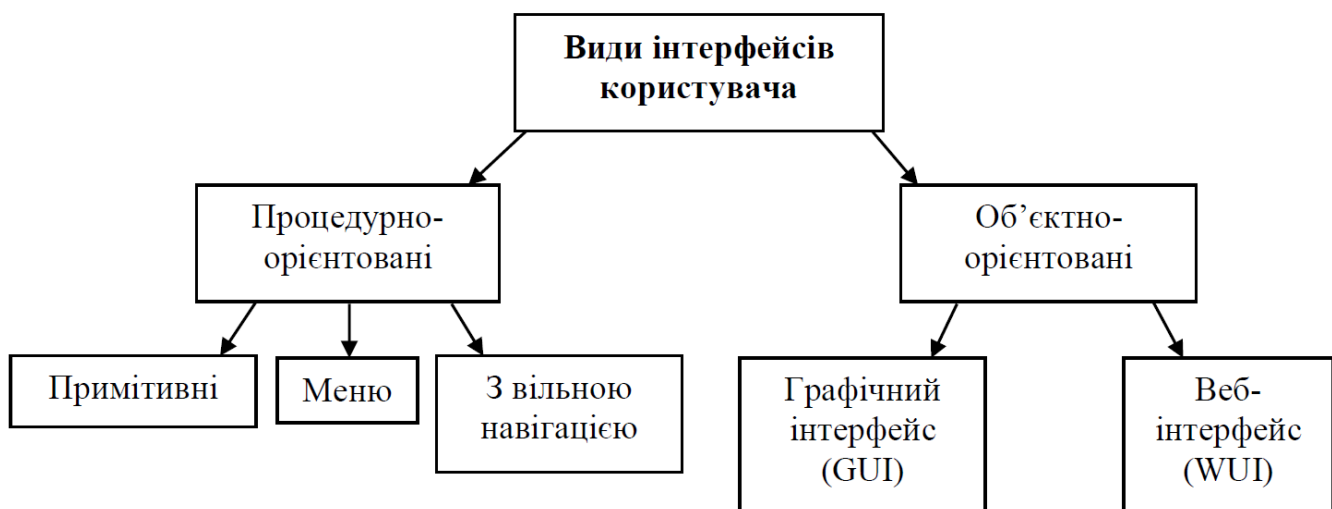 Види інтерфейсів
користувача
Процедурно-
орієнтовані
Об’єктно-
орієнтовані
Примітивні
Меню
З вільною
навігацією
Графічний
інтерфейс
(GUI)
Веб-
інтерфейс
(WUI)